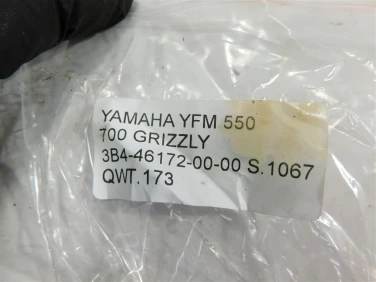 YAMAHA YFM 550
700 GRIZZLY
3B4-46172-00-00 S.1067
QWT.173